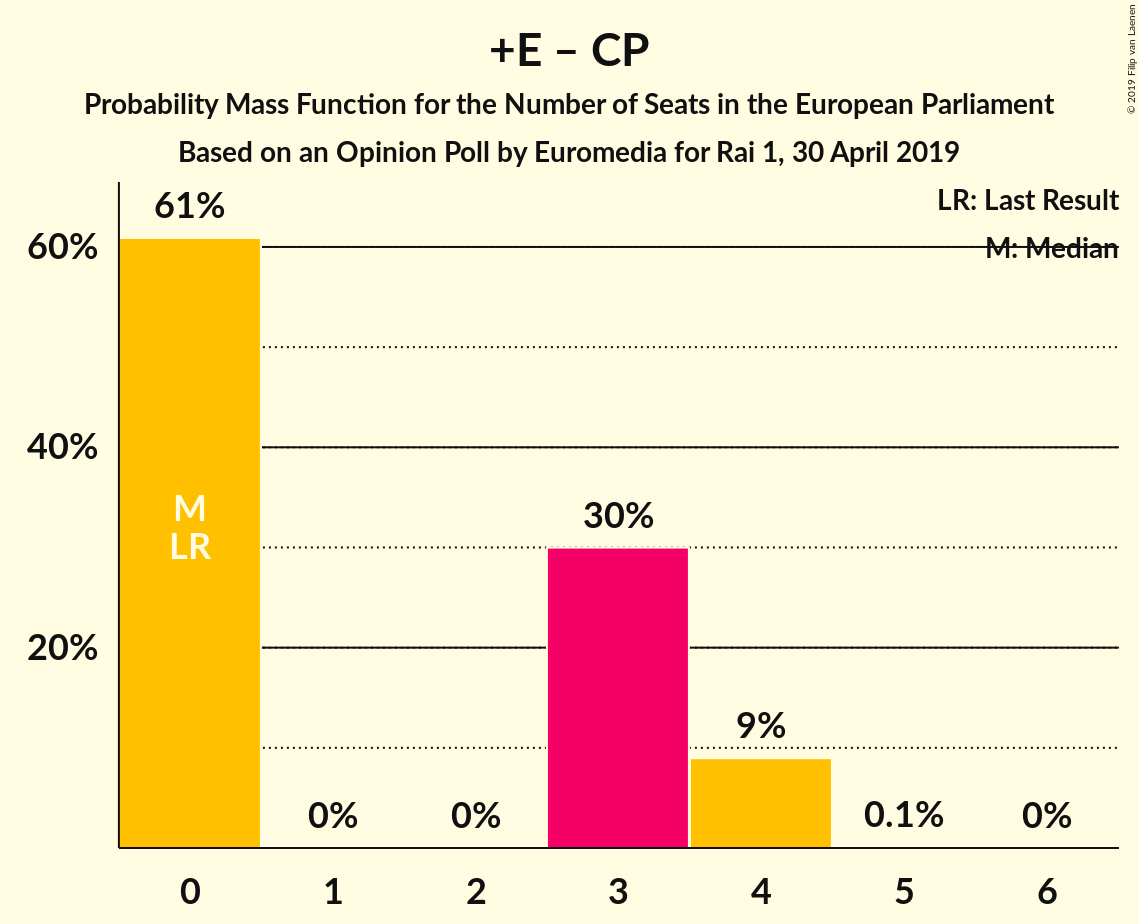 +E – CP
Probability Mass Function for the Number of Seats in the European Parliament
Based on an Opinion Poll by Euromedia for Rai 1, 30 April 2019
© 2019 Filip van Laenen
LR: Last Result
M: Median
61%
60%
40%
20%
M
LR
0%
0%
30%
9%
0.1%
0%
0
1
2
3
4
5
6